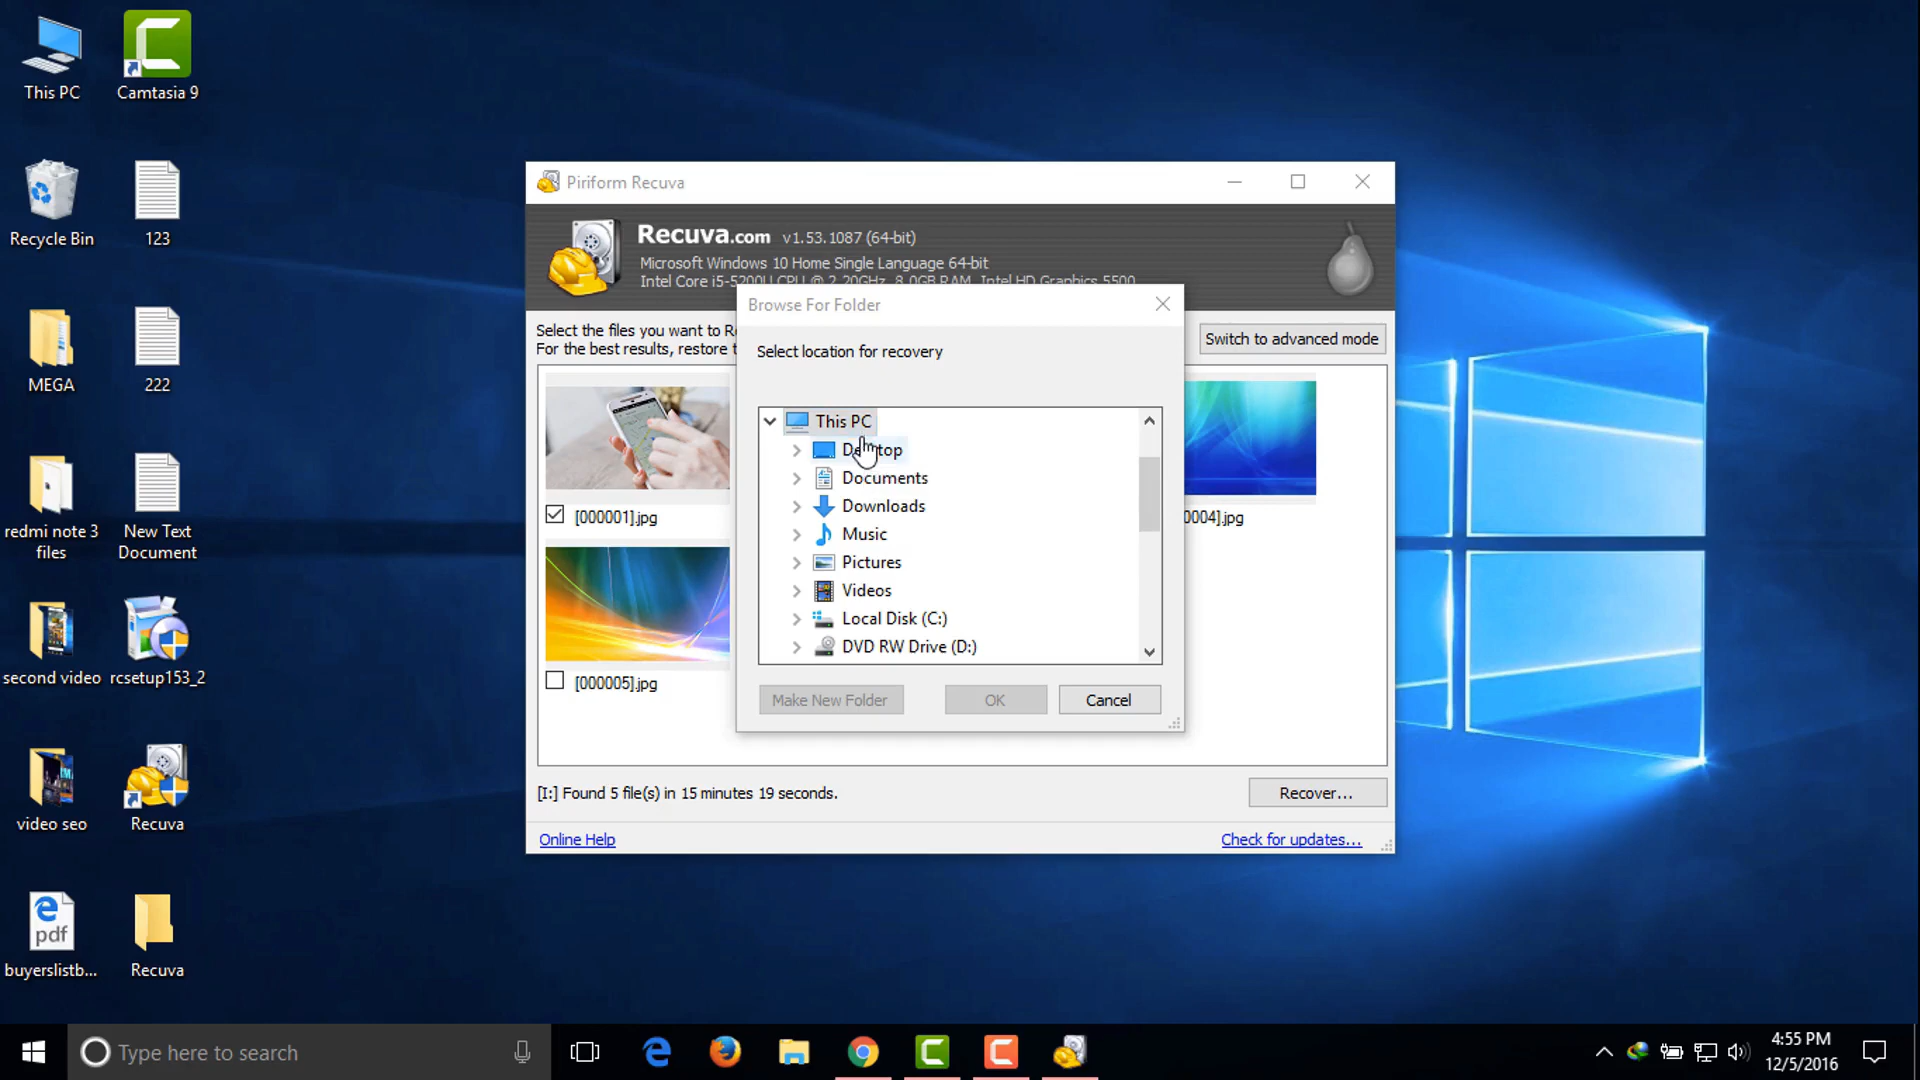 This PC
Camtasia 9
Recycle Bin
123
MEGA
222
redmi note 3
files
New Text
Document
second video
rcsetup153_2
video seo
Recuva
pdf
buyerslistb...
Recuva
Piriform Recuva
Recuva.com v1.53.1087 (64-bit)
Microsoft Windows 10 Home Single Language 64-bit
Intel Core i5-5200U CPU @ 2.20GHz, 8.0GB RAM, Intel HD Graphics 5500
Select the files you want to R
For the best results, restore t
Switch to advanced mode
Browse For Folder
Select location for recovery
This PC
Desktop
Documents
Downloads
Music
Pictures
Videos
Local Disk (C:)
DVD RW Drive (D:)
Make New Folder
OK
Cancel
[000001].jpg
0004].jpg
[000005].jpg
[I:] Found 5 file(s) in 15 minutes 19 seconds.
Recover...
Online Help
Check for updates...
Type here to search
4:55 PM
12/5/2016